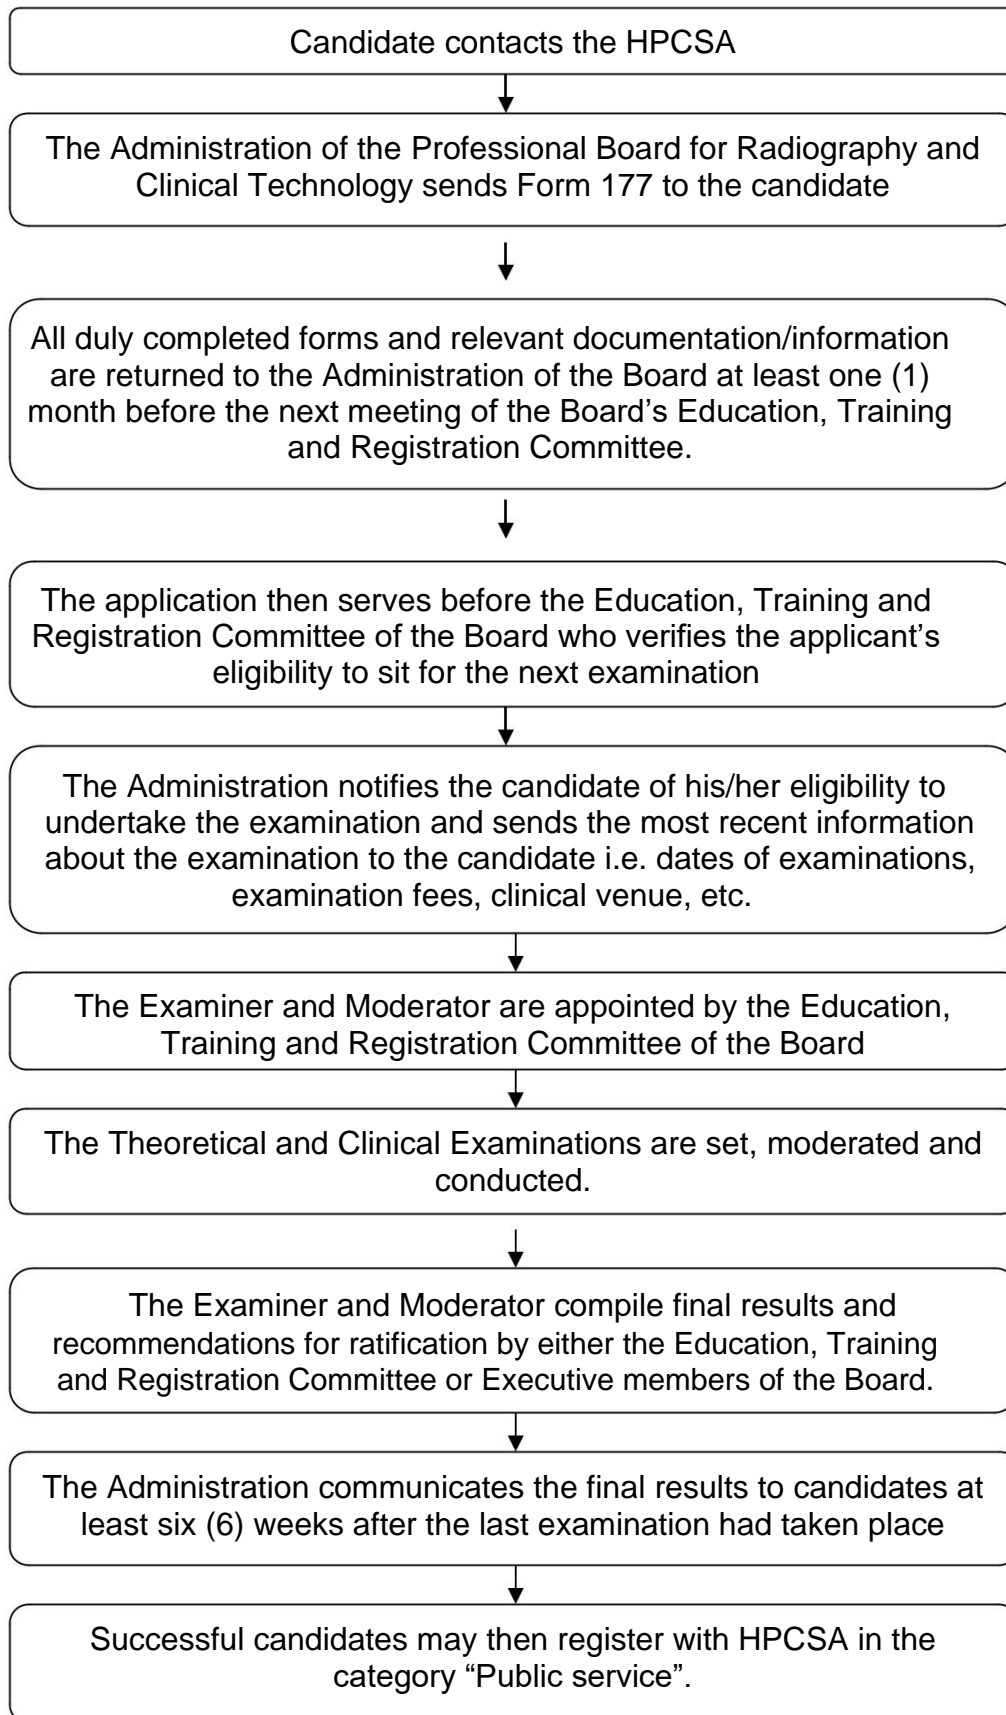 Candidate contacts the HPCSA
The Administration of the Professional Board for Radiography and
Clinical Technology sends Form 177 to the candidate
All duly completed forms and relevant documentation/information
are returned to the Administration of the Board at least one (1)
month before the next meeting of the Board’s Education, Training
and Registration Committee.
The application then serves before the Education, Training and
Registration Committee of the Board who verifies the applicant’s
eligibility to sit for the next examination
The Administration notifies the candidate of his/her eligibility to
undertake the examination and sends the most recent information
about the examination to the candidate i.e. dates of examinations,
examination fees, clinical venue, etc.
The Examiner and Moderator are appointed by the Education,
Training and Registration Committee of the Board
The Theoretical and Clinical Examinations are set, moderated and
conducted.
The Examiner and Moderator compile final results and
recommendations for ratification by either the Education, Training
and Registration Committee or Executive members of the Board.
The Administration communicates the final results to candidates at
least six (6) weeks after the last examination had taken place
Successful candidates may then register with HPCSA in the
category “Public service”.